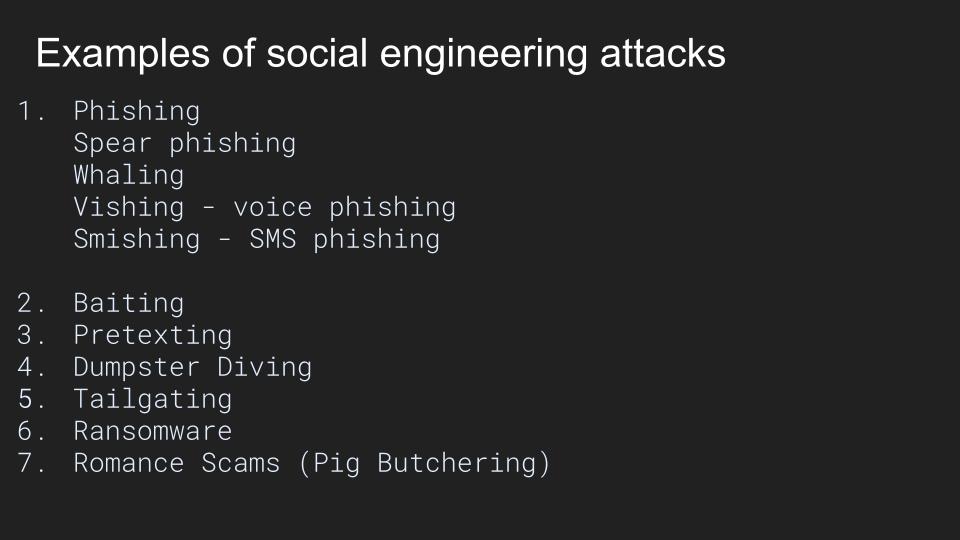 Examples of social engineering attacks
1. Phishing
Spear phishing
Whaling
Vishing - voice phishing
Smishing - SMS phishing
2. Baiting
3. Pretexting
4. Dumpster Diving
5. Tailgating
6. Ransomware
7. Romance Scams (Pig Butchering)